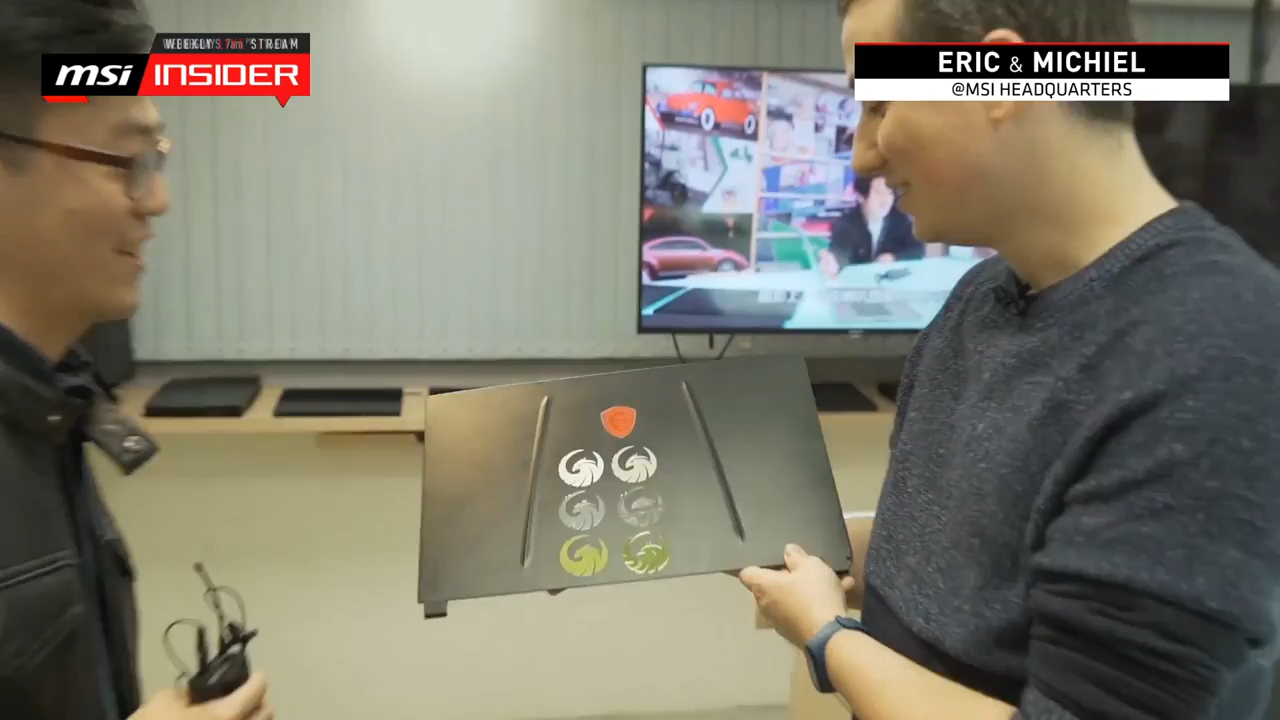 WEEKLY STREAM
msi INSIDER
ERIC & MICHIEL
@MSI HEADQUARTERS